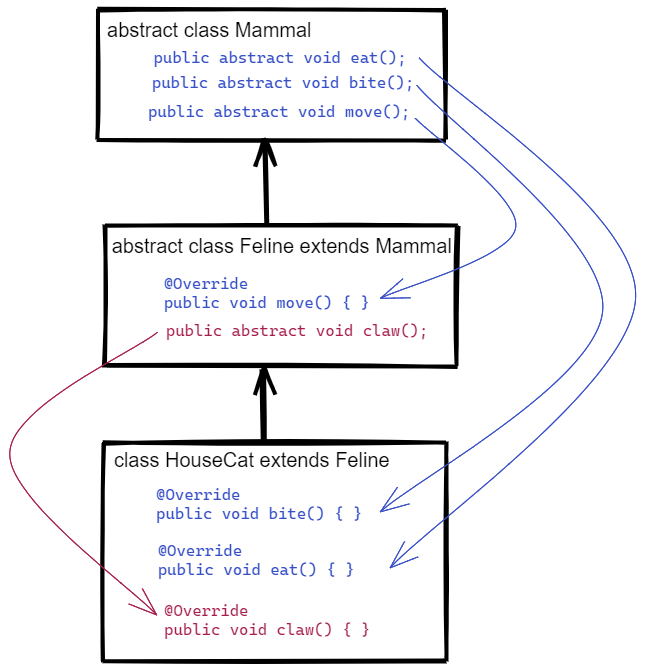 abstract class Mammal
public abstract void eat();
public abstract void bite();
public abstract void move();
abstract class Feline extends Mammal
@Override
public void move() { }
public abstract void claw();
class HouseCat extends Feline
@Override
public void bite() { }
@Override
public void eat() { }
@Override
public void claw() { }